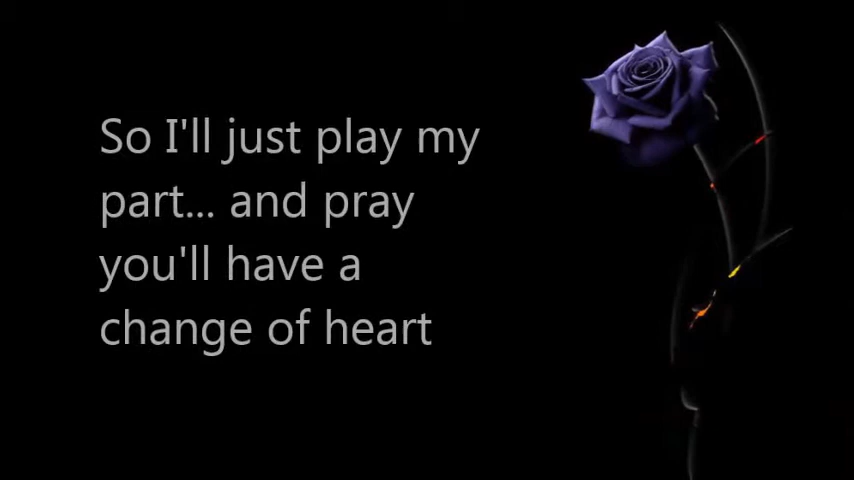 So I'll just play my
part... and pray
you'll have a
change of heart